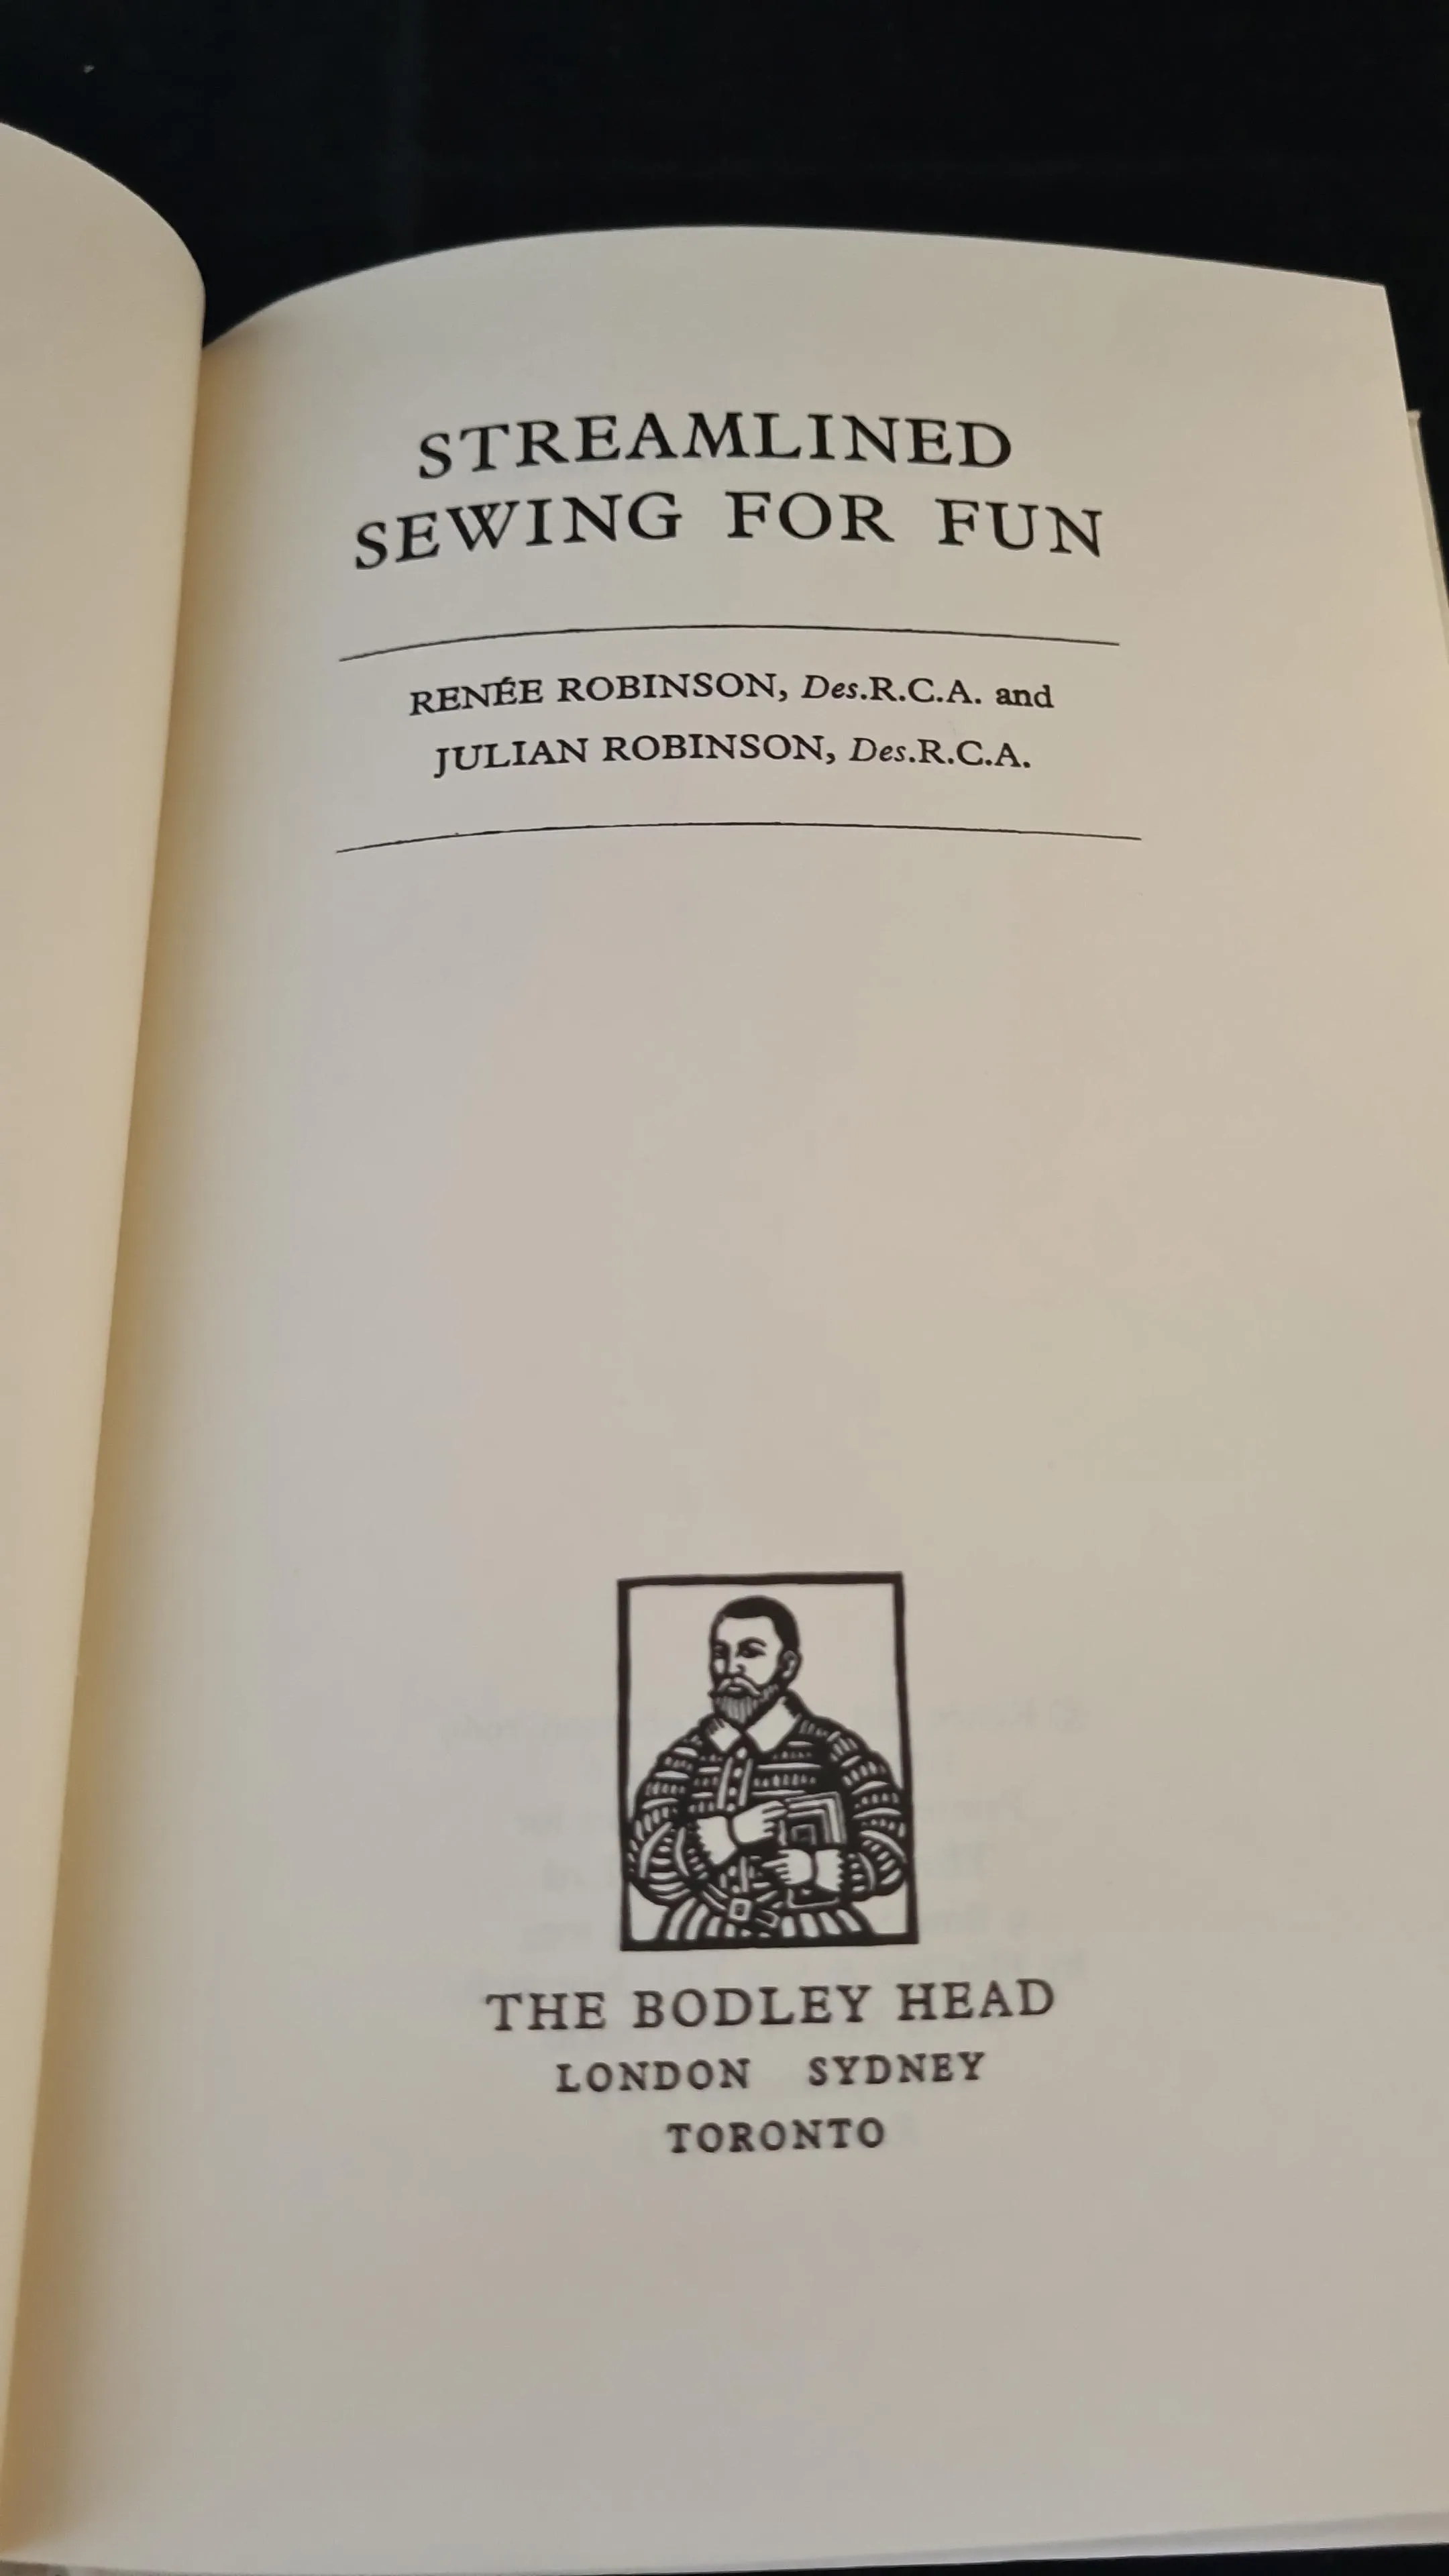 STREAMLINED
SEWING FOR FUN
RENÉE ROBINSON, Des.R.C.A. and
JULIAN ROBINSON, Des.R.C.A.
THE BODLEY HEAD
LONDON SYDNEY
TORONTO